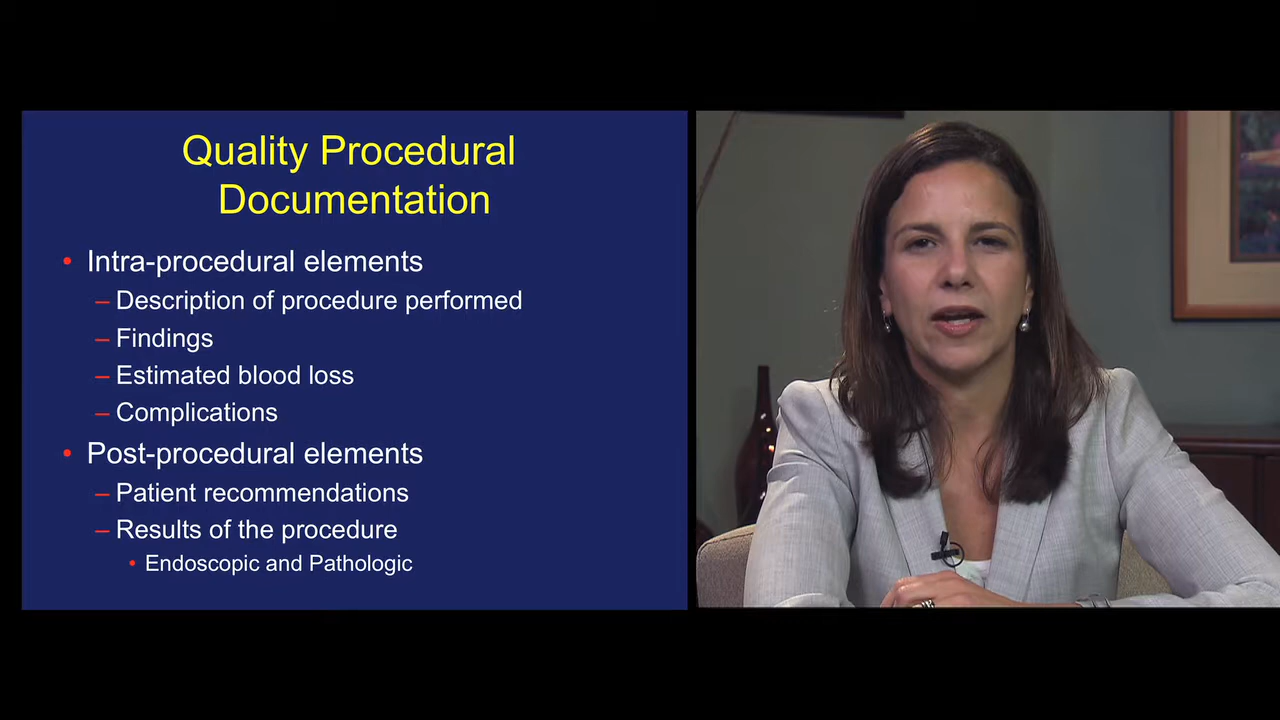 Quality Procedural
Documentation
• Intra-procedural elements
– Description of procedure performed
– Findings
– Estimated blood loss
– Complications
• Post-procedural elements
– Patient recommendations
– Results of the procedure
• Endoscopic and Pathologic